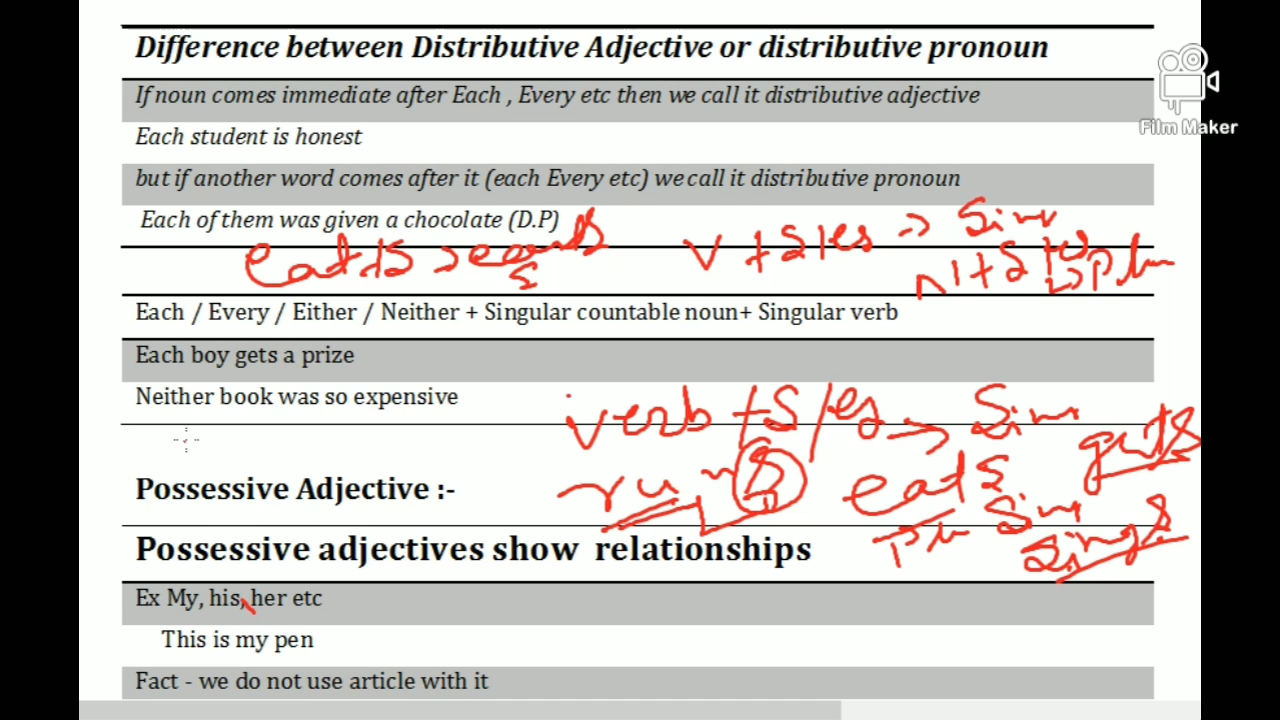 Difference between Distributive Adjective or distributive pronoun
If noun comes immediate after Each , Every etc then we call it distributive adjective
Film Maker
Each student is honest
but if another word comes after it (each Every etc) we call it distributive pronoun
Each of them was given a chocolate (D.P)
V + S/es → Sin
N + S/es
Each / Every / Either / Neither + Singular countable noun+ Singular verb
Each boy gets a prize
Neither book was so expensive
verb + S/es → Sin
gets
Possessive Adjective :-
run S eat S
Sin
Sings
Possessive adjectives show relationships
Ex My, his, her etc
This is my pen
Fact - we do not use article with it